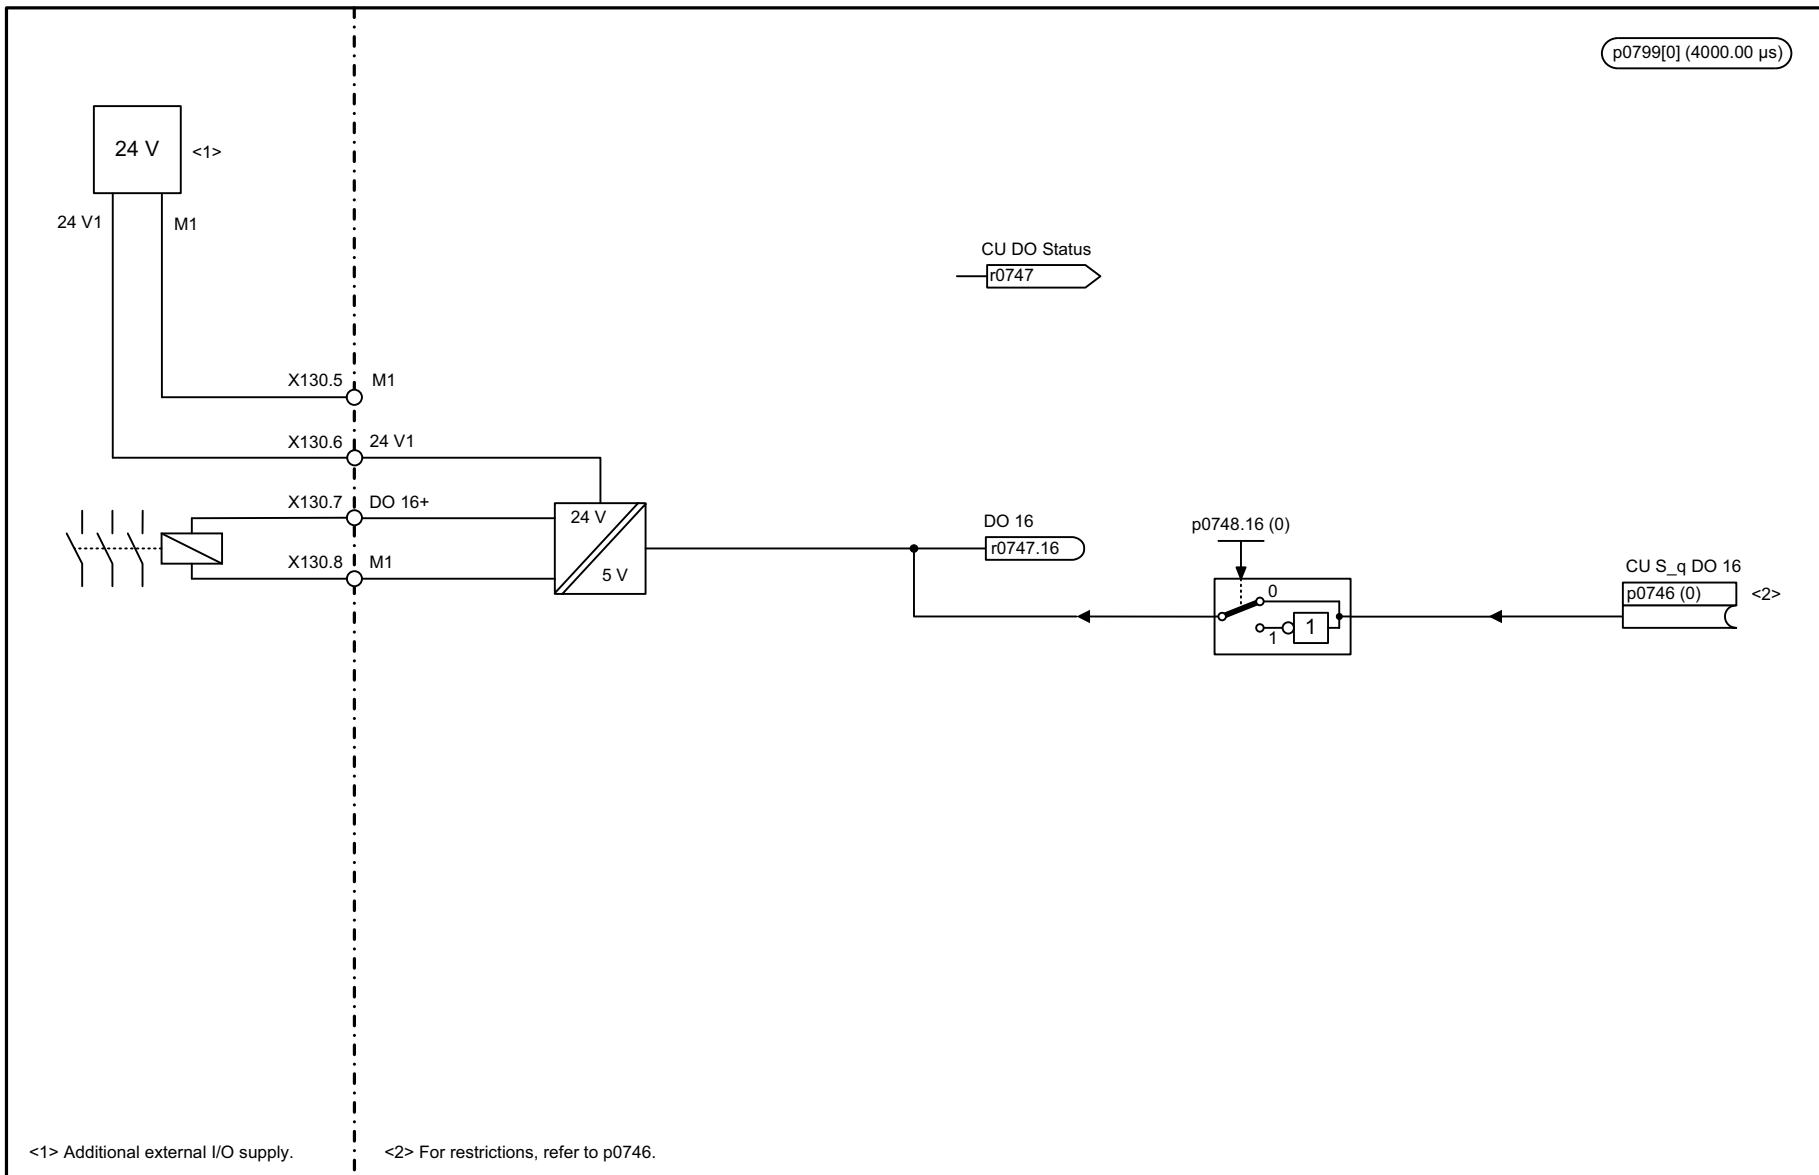 p0799[0] (4000.00 µs)
24 V
<1>
24 V1
M1
CU DO Status
r0747
X130.5
M1
X130.6
24 V1
X130.7
DO 16+
24 V
5 V
X130.8
M1
DO 16
r0747.16
p0748.16 (0)
0
1
1
CU S_q DO 16
p0746 (0)
<2>
<1> Additional external I/O supply.
<2> For restrictions, refer to p0746.